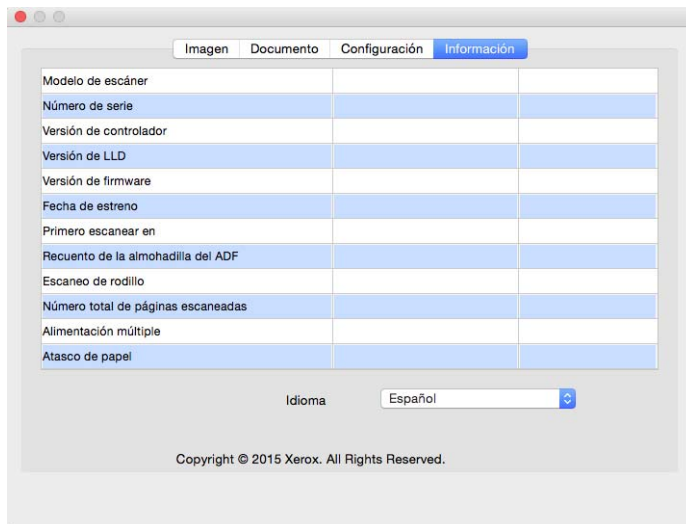 Imagen Documento Configuración Información
Modelo de escáner
Número de serie
Versión de controlador
Versión de LLD
Versión de firmware
Fecha de estreno
Primero escanear en
Recuento de la almohadilla del ADF
Escaneo de rodillo
Número total de páginas escaneadas
Alimentación múltiple
Atasco de papel
Idioma Español
Copyright © 2015 Xerox. All Rights Reserved.